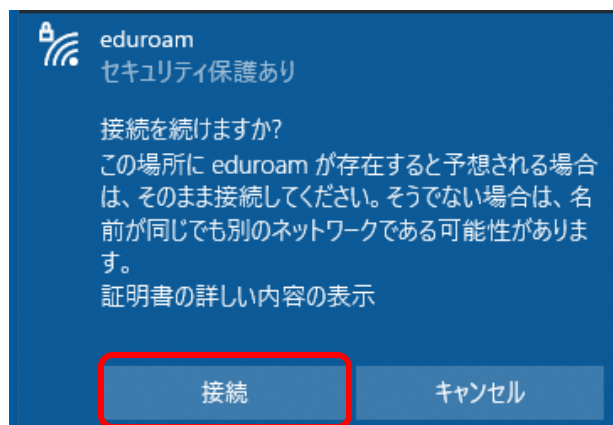 eduroam
セキュリティ保護あり
接続を続けますか?
この場所に eduroam が存在すると予想される場合
は、そのまま接続してください。そうでない場合は、名
前が同じでも別のネットワークである可能性がありま
す。
証明書の詳しい内容の表示
接続
キャンセル